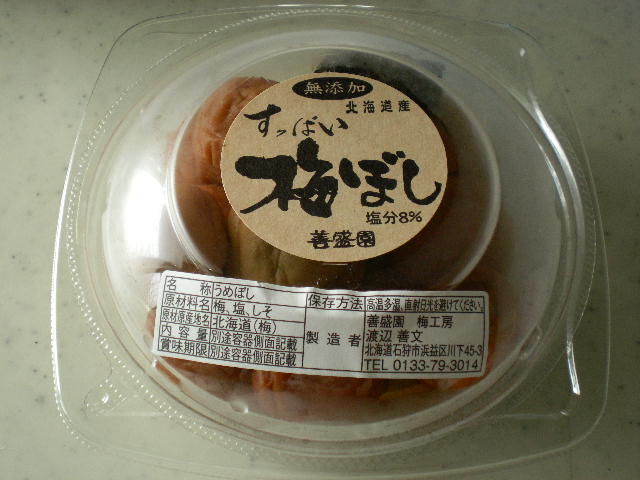 無添加
北海道産
すっぱい
梅ぼし
塩分8%
善盛園
名 称 うめぼし
原材料名 梅、塩、しそ
原材原産地名 北海道(梅)
内 容 量 別途容器側面記載
賞味期限 別途容器側面記載
保存方法 高温多湿、直射日光を避けてください。
製造者 善盛園 梅工房
渡辺 善文
北海道石狩市浜益区川下45-3
TEL 0133-79-3014